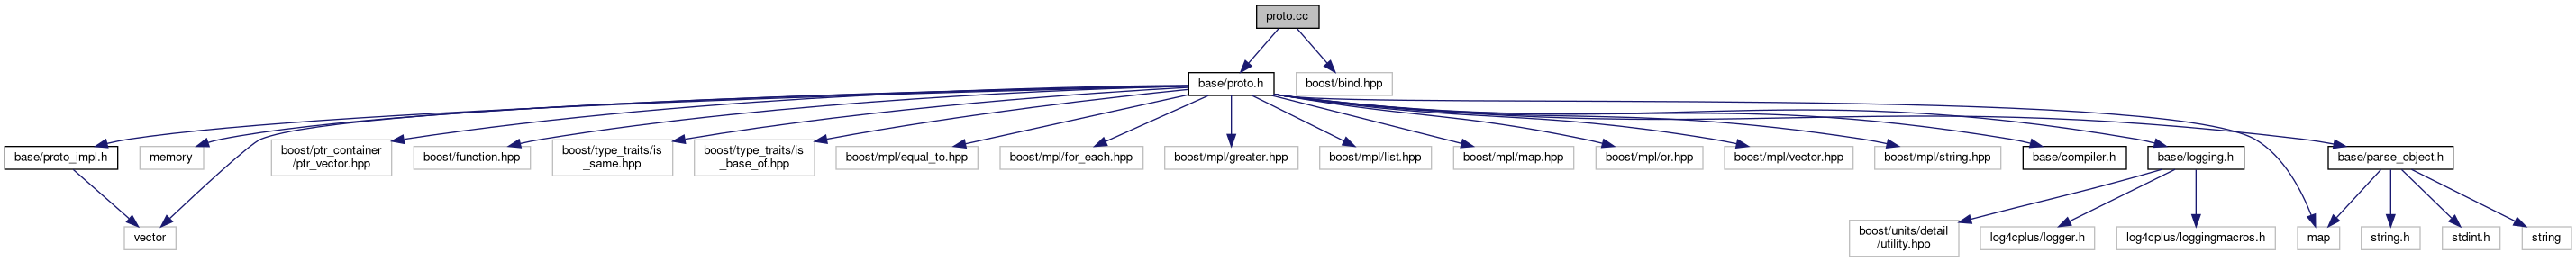 proto.cc
base/proto.h
boost/bind.hpp
base/proto_impl.h
memory
boost/ptr_container
/ptr_vector.hpp
boost/function.hpp
boost/type_traits/is
_same.hpp
boost/type_traits/is
_base_of.hpp
boost/mpl/equal_to.hpp
boost/mpl/for_each.hpp
boost/mpl/greater.hpp
boost/mpl/list.hpp
boost/mpl/map.hpp
boost/mpl/or.hpp
boost/mpl/vector.hpp
boost/mpl/string.hpp
base/compiler.h
base/logging.h
base/parse_object.h
vector
boost/units/detail
/utility.hpp
log4cplus/logger.h
log4cplus/loggingmacros.h
map
string.h
stdint.h
string